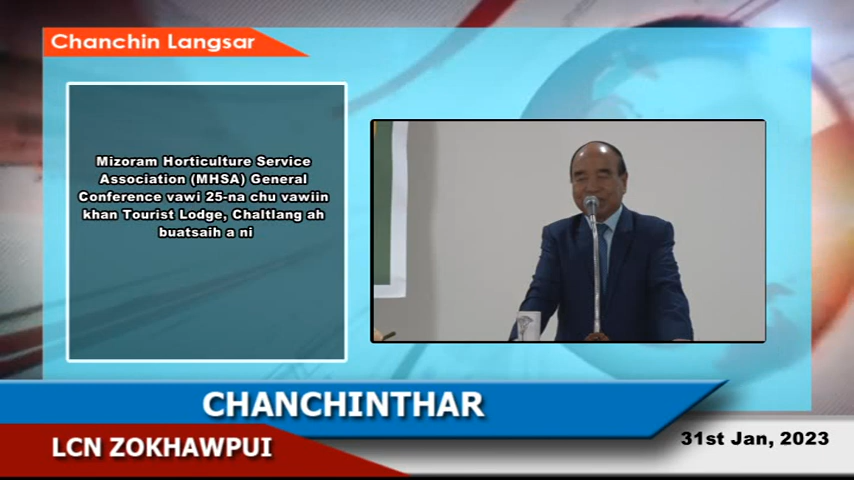 Chanchin Langsar
Mizoram Horticulture Service
Association (MHSA) General
Conference vawi 25-na chu vawiin
khan Tourist Lodge, Chaltlang ah
buatsaih a ni
CHANCHINTHAR
LCN ZOKHAWPUI
31st Jan, 2023